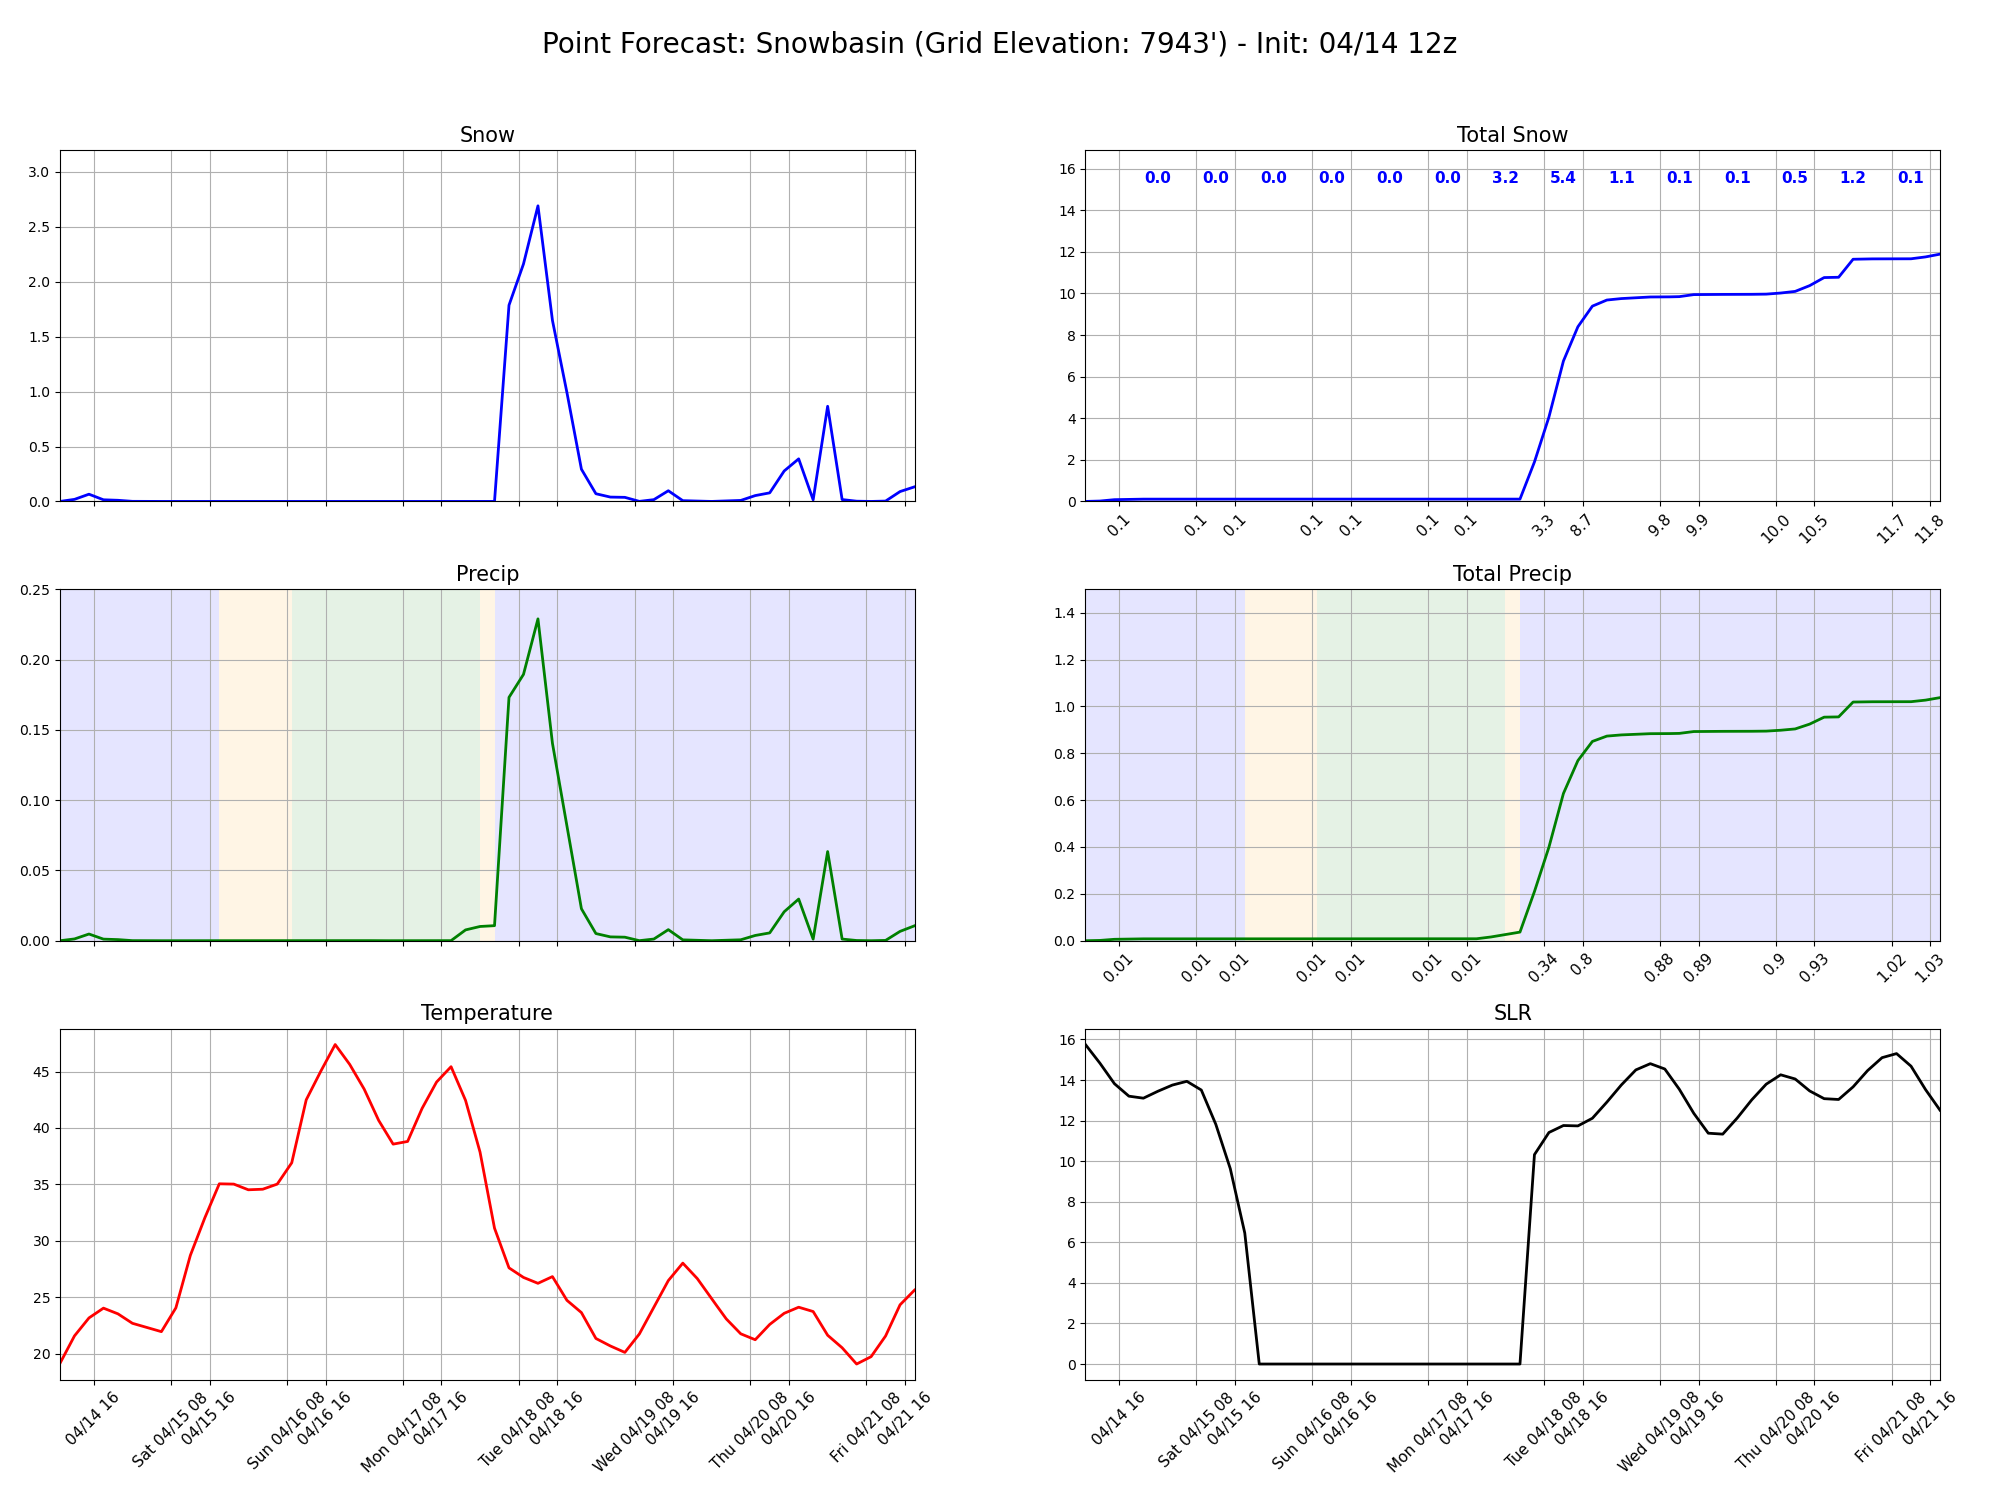 Point Forecast: Snowbasin (Grid Elevation: 7943') - Init: 04/14 12z
Snow
3.0
2.5
2.0
1.5
1.0
0.5
0.0
Total Snow
16
14
12
10
8
6
4
2
0
0.0 0.0 0.0 0.0 0.0 0.0 3.2 5.4 1.1 0.1 0.1 0.5 1.2 0.1
0.1 0.1 0.1 0.1 0.1 0.1 0.1 3.3 8.7 9.8 9.9 10.0 10.5 11.7 11.8
Precip
0.25
0.20
0.15
0.10
0.05
0.00
Total Precip
1.4
1.2
1.0
0.8
0.6
0.4
0.2
0.0
0.01 0.01 0.01 0.01 0.01 0.01 0.01 0.34 0.8 0.88 0.89 0.9 0.93 1.02 1.03
Temperature
45
40
35
30
25
20
04/14 16
Sat 04/15 08
04/15 16
Sun 04/16 08
04/16 16
Mon 04/17 08
04/17 16
Tue 04/18 08
04/18 16
Wed 04/19 08
04/19 16
Thu 04/20 08
04/20 16
Fri 04/21 08
04/21 16
SLR
16
14
12
10
8
6
4
2
0
04/14 16
Sat 04/15 08
04/15 16
Sun 04/16 08
04/16 16
Mon 04/17 08
04/17 16
Tue 04/18 08
04/18 16
Wed 04/19 08
04/19 16
Thu 04/20 08
04/20 16
Fri 04/21 08
04/21 16